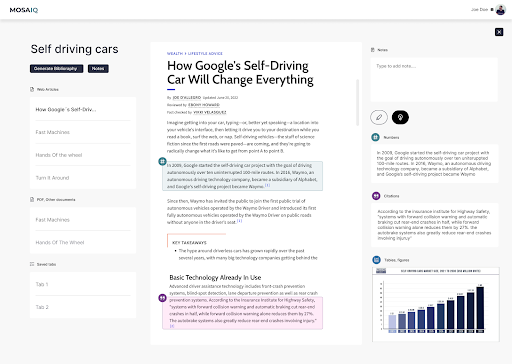 MOSAIQ
Joe Doe
Self driving cars
Generate Bibliography
Notes
Web Articles
How Google´s Self-Driv...
Fast Machines
Hands Of the wheel
Turn It Around
PDF, Other documents
Fast Machines
Hands Of The Wheel
Saved tabs
Tab 1
Tab 2
WEALTH • LIFESTYLE ADVICE
How Google's Self-Driving
Car Will Change Everything
By JOE D'ALLEGRO Updated June 03, 2022
Reviewed by EBONY HOWARD
Fact checked by VIKKI VELASQUEZ
Imagine getting into your car, typing—or, better yet, speaking—a location into
your vehicle's interface, then letting it drive you to your destination while you
read a book, surf the web, or nap. Self-driving vehicles—the stuff of science
fiction since the first roads were paved—are coming, and they're going to
radically change what it's like to get from point A to point B.
In 2009, Google started the self-driving car project with the goal of driving
autonomously over ten uninterrupted 100-mile routes. In 2016, Waymo, an
autonomous driving technology company, became a subsidiary of Alphabet,
and Google's self-driving project became Waymo.
Since then, Waymo has invited the public to join the first public trial of
autonomous vehicles operated by the Waymo Driver and introduced its first
fully autonomous vehicles operated by the Waymo Driver on public roads
without anyone in the driver's seat.
KEY TAKEAWAYS
• The hype around driverless cars has grown rapidly over the past
several years, with many big technology companies getting behind the
Basic Technology Already In Use
Advanced driver assistance technology includes front crash prevention
systems, blind-spot detection, lane departure prevention as well as rear crash
prevention systems. According to the Insurance Institute for Highway Safety,
"systems with forward collision warning and automatic braking cut rear-end
crashes in half, while forward collision warning alone reduces them by 27%.
The autobrake systems also greatly reduce rear-end crashes involving injury."
Notes
Type to add note....
In 2009, Google started the self-driving car project with the goal of
driving autonomously over ten uninterrupted
100-mile routes. In 2016, Waymo, an autonomous driving technology
company, became a subsidiary of Alphabet,
and Google's self-driving project became Waymo
Citations
According to the Insurance Institute for Highway Safety,
"systems with forward collision warning and automatic
braking cut rear-end crashes in half, while forward
collision warning alone reduces them by 27%. the
autobrake systems also greatly reduce rear-end crashes
involving injury"
Tables figures